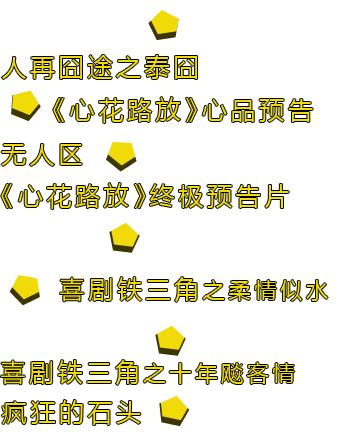 人再囧途之泰囧
《心花路放》心品预告
无人区
《心花路放》终极预告片
喜剧铁三角之柔情似水
喜剧铁三角之十年飚客情
疯狂的石头